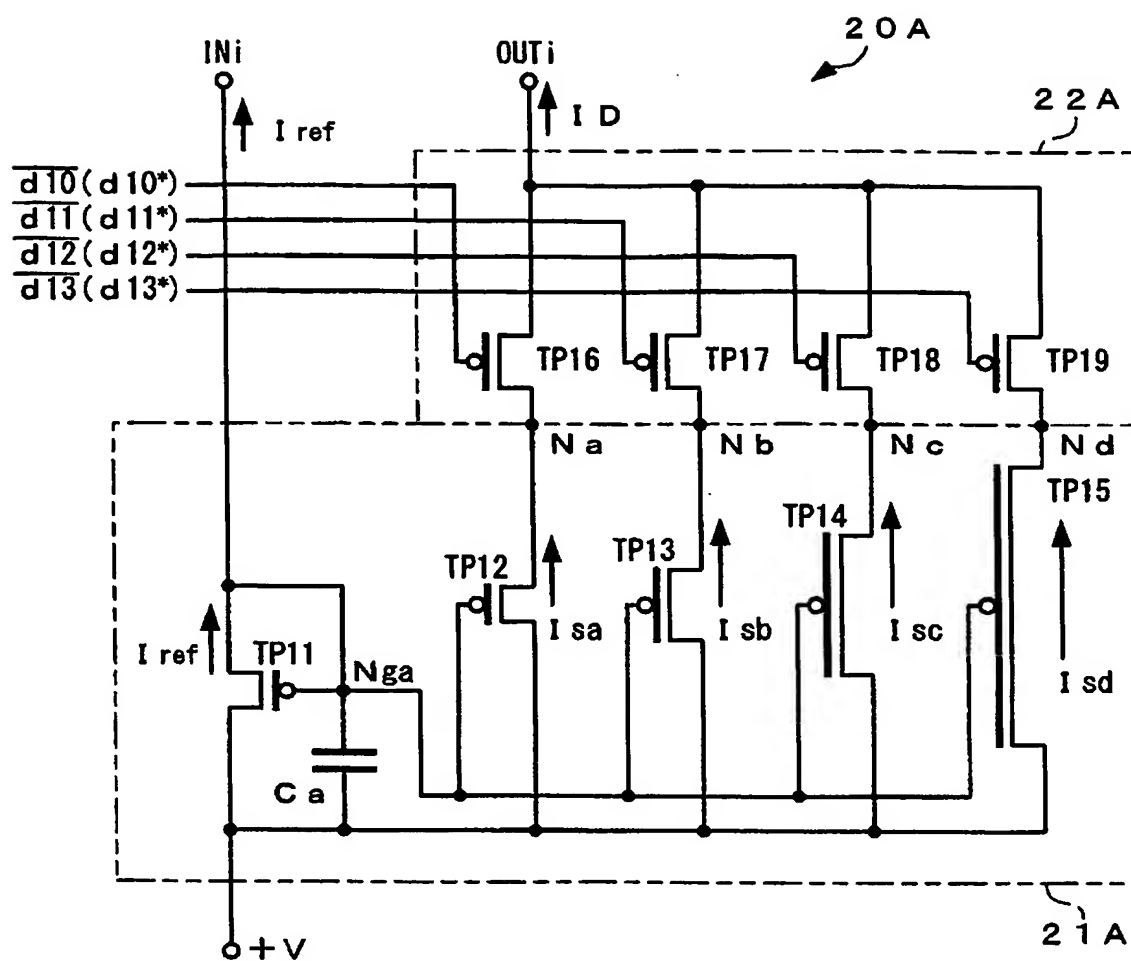 20A
INi
OUTi
22A
I ref
I D
d10(d10*)
d11(d11*)
d12(d12*)
d13(d13*)
TP16
TP17
TP18
TP19
Na
Nb
Nc
Nd
TP15
TP14
TP13
TP12
I sa
I sb
I sc
I sd
I ref
TP11
Nga
Ca
+V
21A